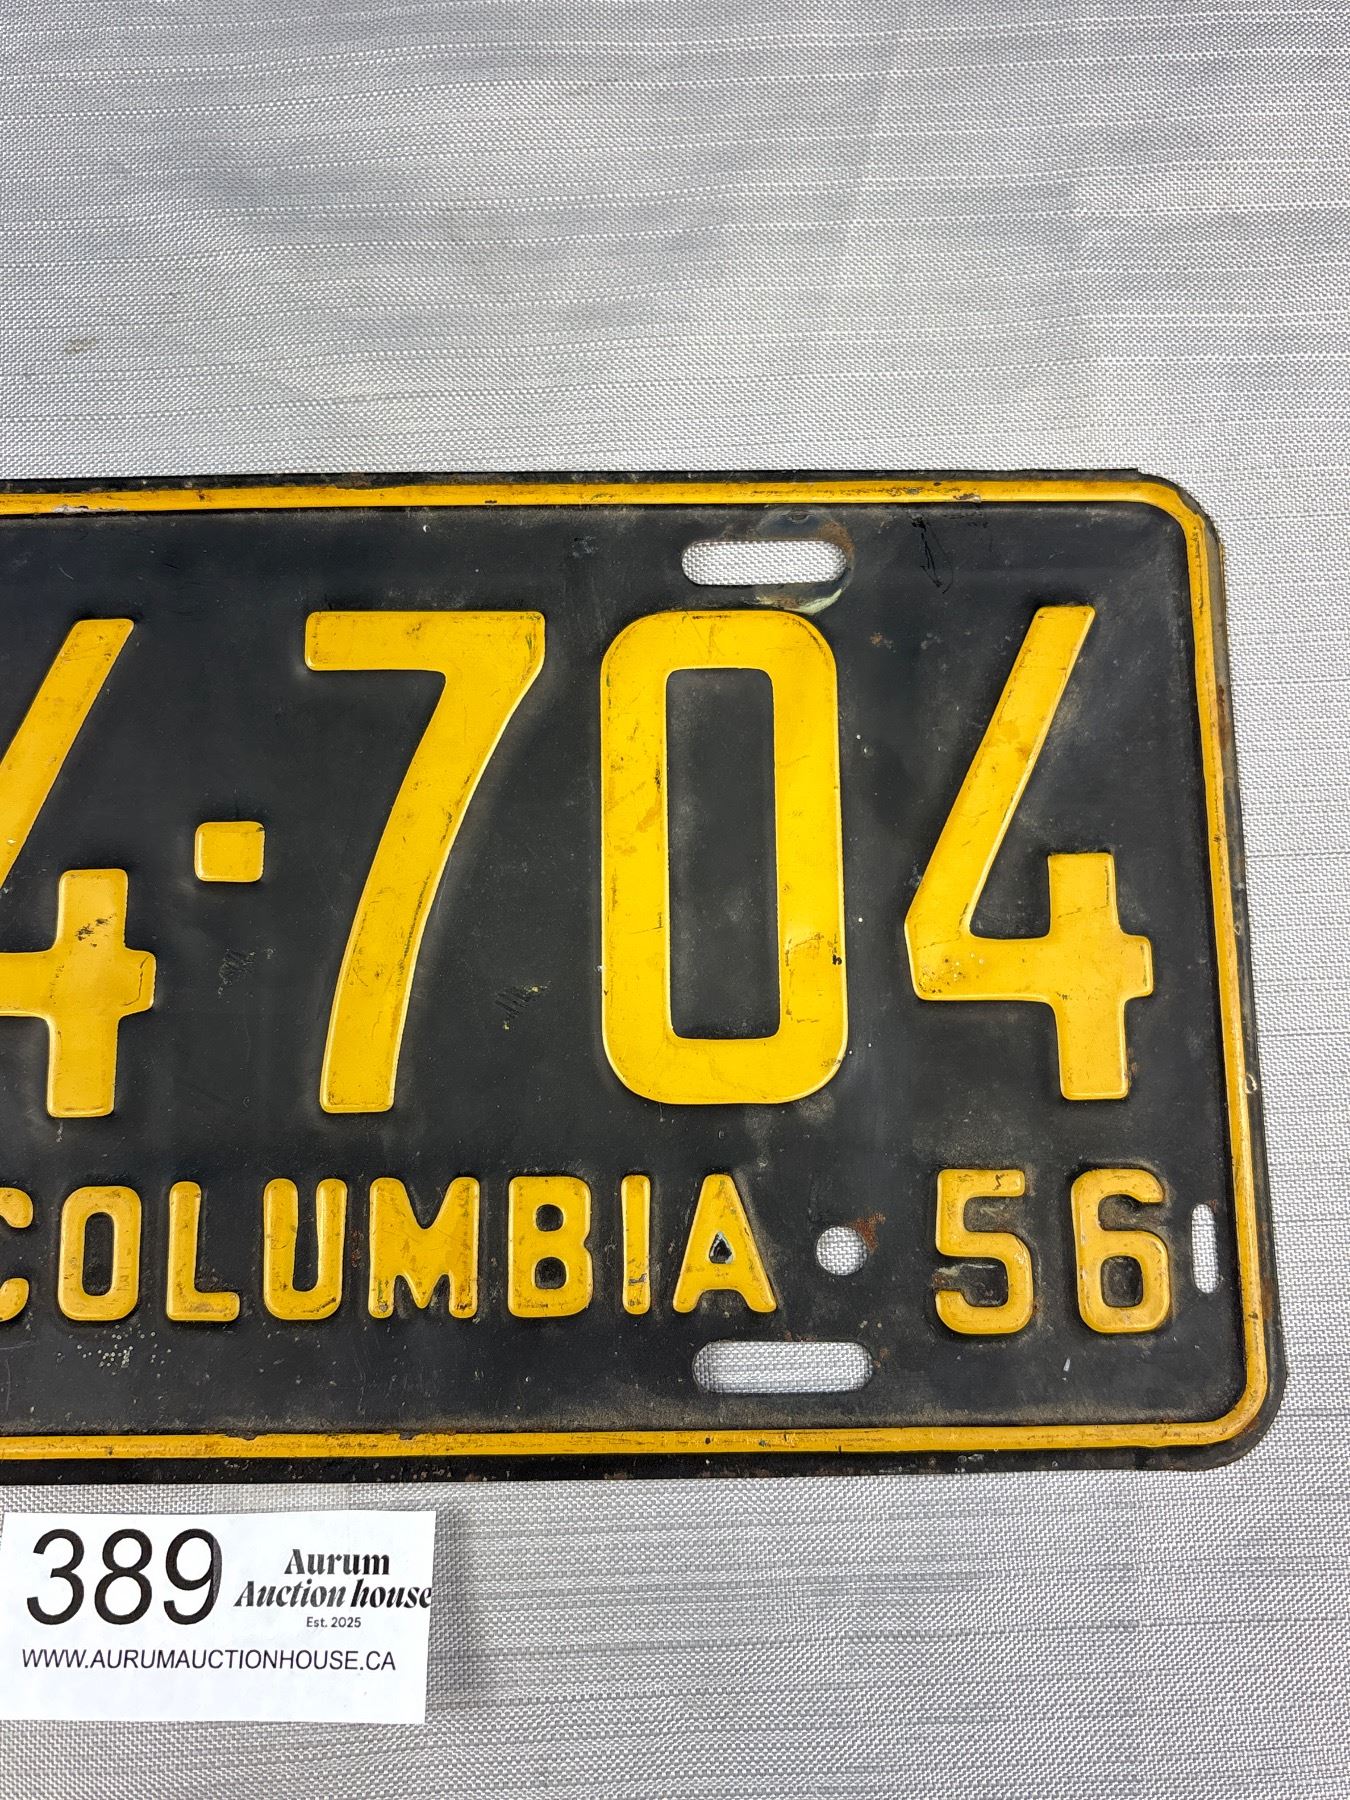 4·704
COLUMBIA 56
389 Aurum
Auction house
Est. 2025
WWW.AURUMAUCTIONHOUSE.CA